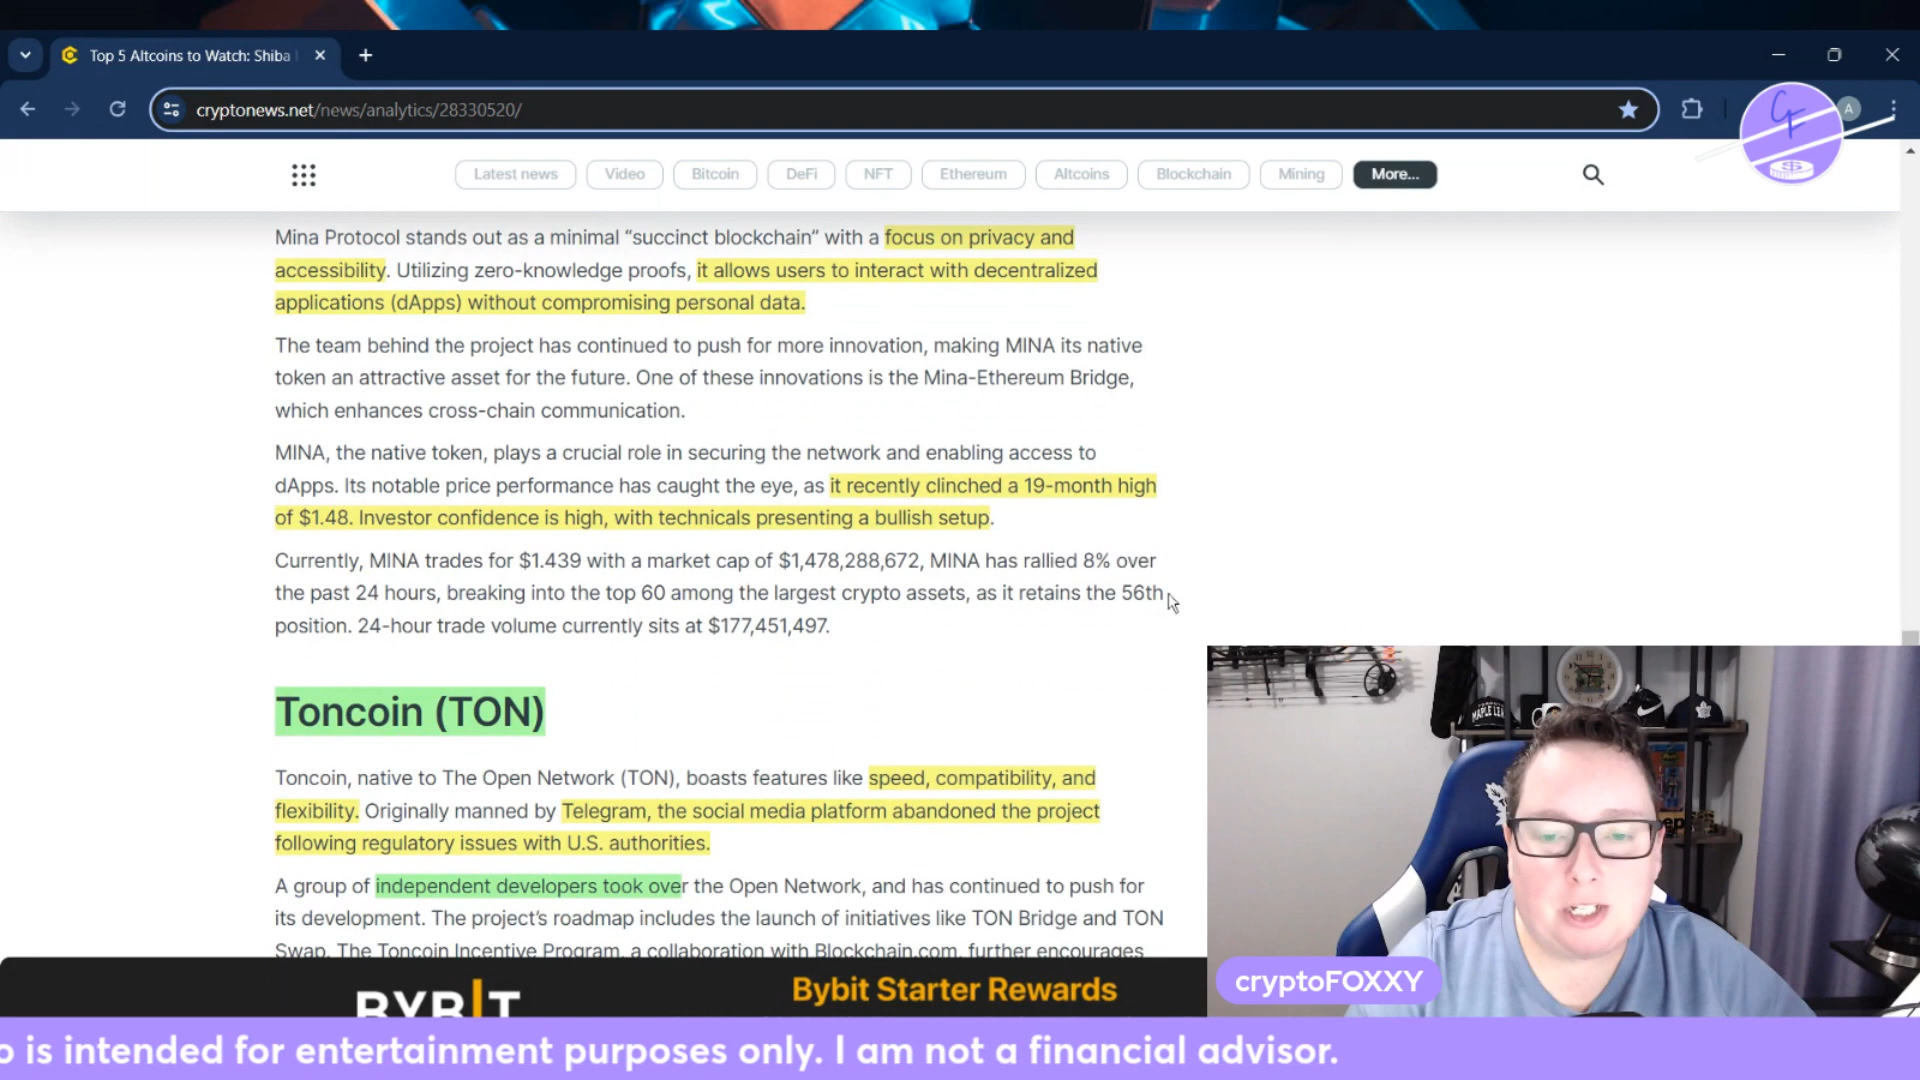 Top 5 Altcoins to Watch: Shiba
cryptonews.net/news/analytics/28330520/
A
CF
$
Latest news Video Bitcoin DeFi NFT Ethereum Altcoins Blockchain Mining More...
Mina Protocol stands out as a minimal “succinct blockchain” with a focus on privacy and
accessibility. Utilizing zero-knowledge proofs, it allows users to interact with decentralized
applications (dApps) without compromising personal data.
The team behind the project has continued to push for more innovation, making MINA its native
token an attractive asset for the future. One of these innovations is the Mina-Ethereum Bridge,
which enhances cross-chain communication.
MINA, the native token, plays a crucial role in securing the network and enabling access to
dApps. Its notable price performance has caught the eye, as it recently clinched a 19-month high
of $1.48. Investor confidence is high, with technicals presenting a bullish setup.
Currently, MINA trades for $1.439 with a market cap of $1,478,288,672, MINA has rallied 8% over
the past 24 hours, breaking into the top 60 among the largest crypto assets, as it retains the 56th
position. 24-hour trade volume currently sits at $177,451,497.
Toncoin (TON)
Toncoin, native to The Open Network (TON), boasts features like speed, compatibility, and
flexibility. Originally manned by Telegram, the social media platform abandoned the project
following regulatory issues with U.S. authorities.
A group of independent developers took over the Open Network, and has continued to push for
its development. The project’s roadmap includes the launch of initiatives like TON Bridge and TON
Swap. The Toncoin Incentive Program, a collaboration with Blockchain.com, further encourages
BYBIT
Bybit Starter Rewards
cryptoFOXXY
o is intended for entertainment purposes only. I am not a financial advisor.